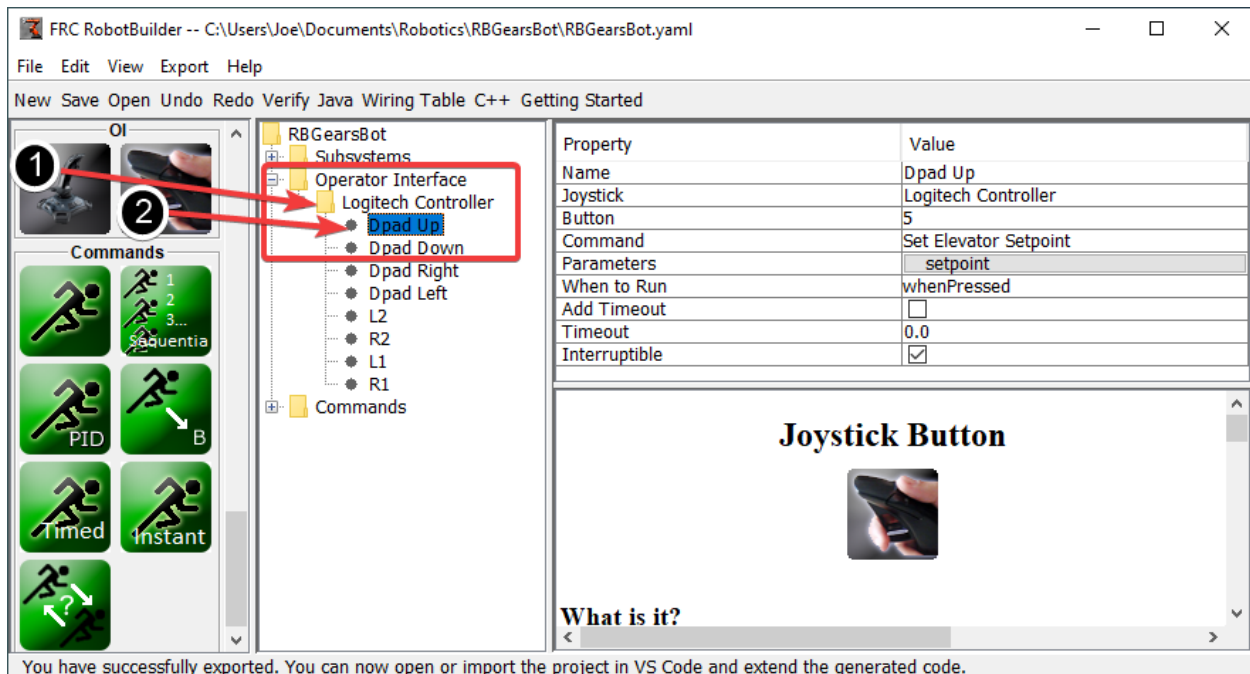 FRC RobotBuilder -- C:\Users\Joe\Documents\Robotics\RBGearsBot\RBGearsBot.yaml
File Edit View Export Help
New Save Open Undo Redo Verify Java Wiring Table C++ Getting Started
OI
1
2
Commands
1
2
3...
Sequentia
PID
B
Timed
Instant
?
RBGearsBot
Subsystems
Operator Interface
Logitech Controller
Dpad Up
Dpad Down
Dpad Right
Dpad Left
L2
R2
L1
R1
Commands
Property Value
Name Dpad Up
Joystick Logitech Controller
Button 5
Command Set Elevator Setpoint
Parameters setpoint
When to Run whenPressed
Add Timeout
Timeout 0.0
Interruptible
Joystick Button
What is it?
You have successfully exported. You can now open or import the project in VS Code and extend the generated code.